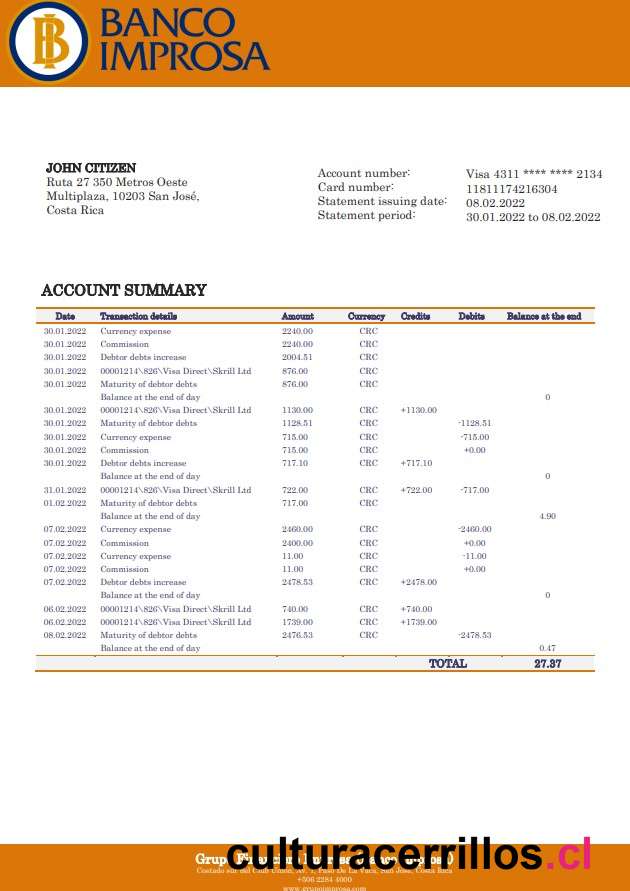 BANCO
IMPROSA
JOHN CITIZEN
Ruta 27 350 Metros Oeste
Multiplaza, 10203 San José,
Costa Rica
Account number: Visa 4311 **** **** 2134
Card number: 11811174216304
Statement issuing date: 08.02.2022
Statement period: 30.01.2022 to 08.02.2022
ACCOUNT SUMMARY
Date Transaction details Amount Currency Credits Debits Balance at the end
30.01.2022 Currency expense 2240.00 CRC
30.01.2022 Commission 2240.00 CRC
30.01.2022 Debtor debts increase 2004.51 CRC
30.01.2022 00001214\826\Visa Direct\Skrill Ltd 876.00 CRC
30.01.2022 Maturity of debtor debts 876.00 CRC
Balance at the end of day 0
30.01.2022 00001214\826\Visa Direct\Skrill Ltd 1130.00 CRC +1130.00
30.01.2022 Maturity of debtor debts 1128.51 CRC -1128.51
30.01.2022 Currency expense 715.00 CRC -715.00
30.01.2022 Commission 715.00 CRC +0.00
30.01.2022 Debtor debts increase 717.10 CRC +717.10
Balance at the end of day 0
31.01.2022 00001214\826\Visa Direct\Skrill Ltd 722.00 CRC +722.00 -717.00
01.02.2022 Maturity of debtor debts 717.00 CRC
Balance at the end of day 4.90
07.02.2022 Currency expense 2460.00 CRC -2460.00
07.02.2022 Commission 2400.00 CRC +0.00
07.02.2022 Currency expense 11.00 CRC -11.00
07.02.2022 Commission 11.00 CRC +0.00
07.02.2022 Debtor debts increase 2478.53 CRC +2478.00
Balance at the end of day 0
06.02.2022 00001214\826\Visa Direct\Skrill Ltd 740.00 CRC +740.00
06.02.2022 00001214\826\Visa Direct\Skrill Ltd 1739.00 CRC +1739.00
08.02.2022 Maturity of debtor debts 2476.53 CRC -2478.53
Balance at the end of day 0.47
TOTAL 27.37
culturacerrillos.cl
Costado sur del Club Unión, Av. 1, Paso De La Vaca, San José, Costa Rica
+506 2284 4000
www.grupoimprosa.com